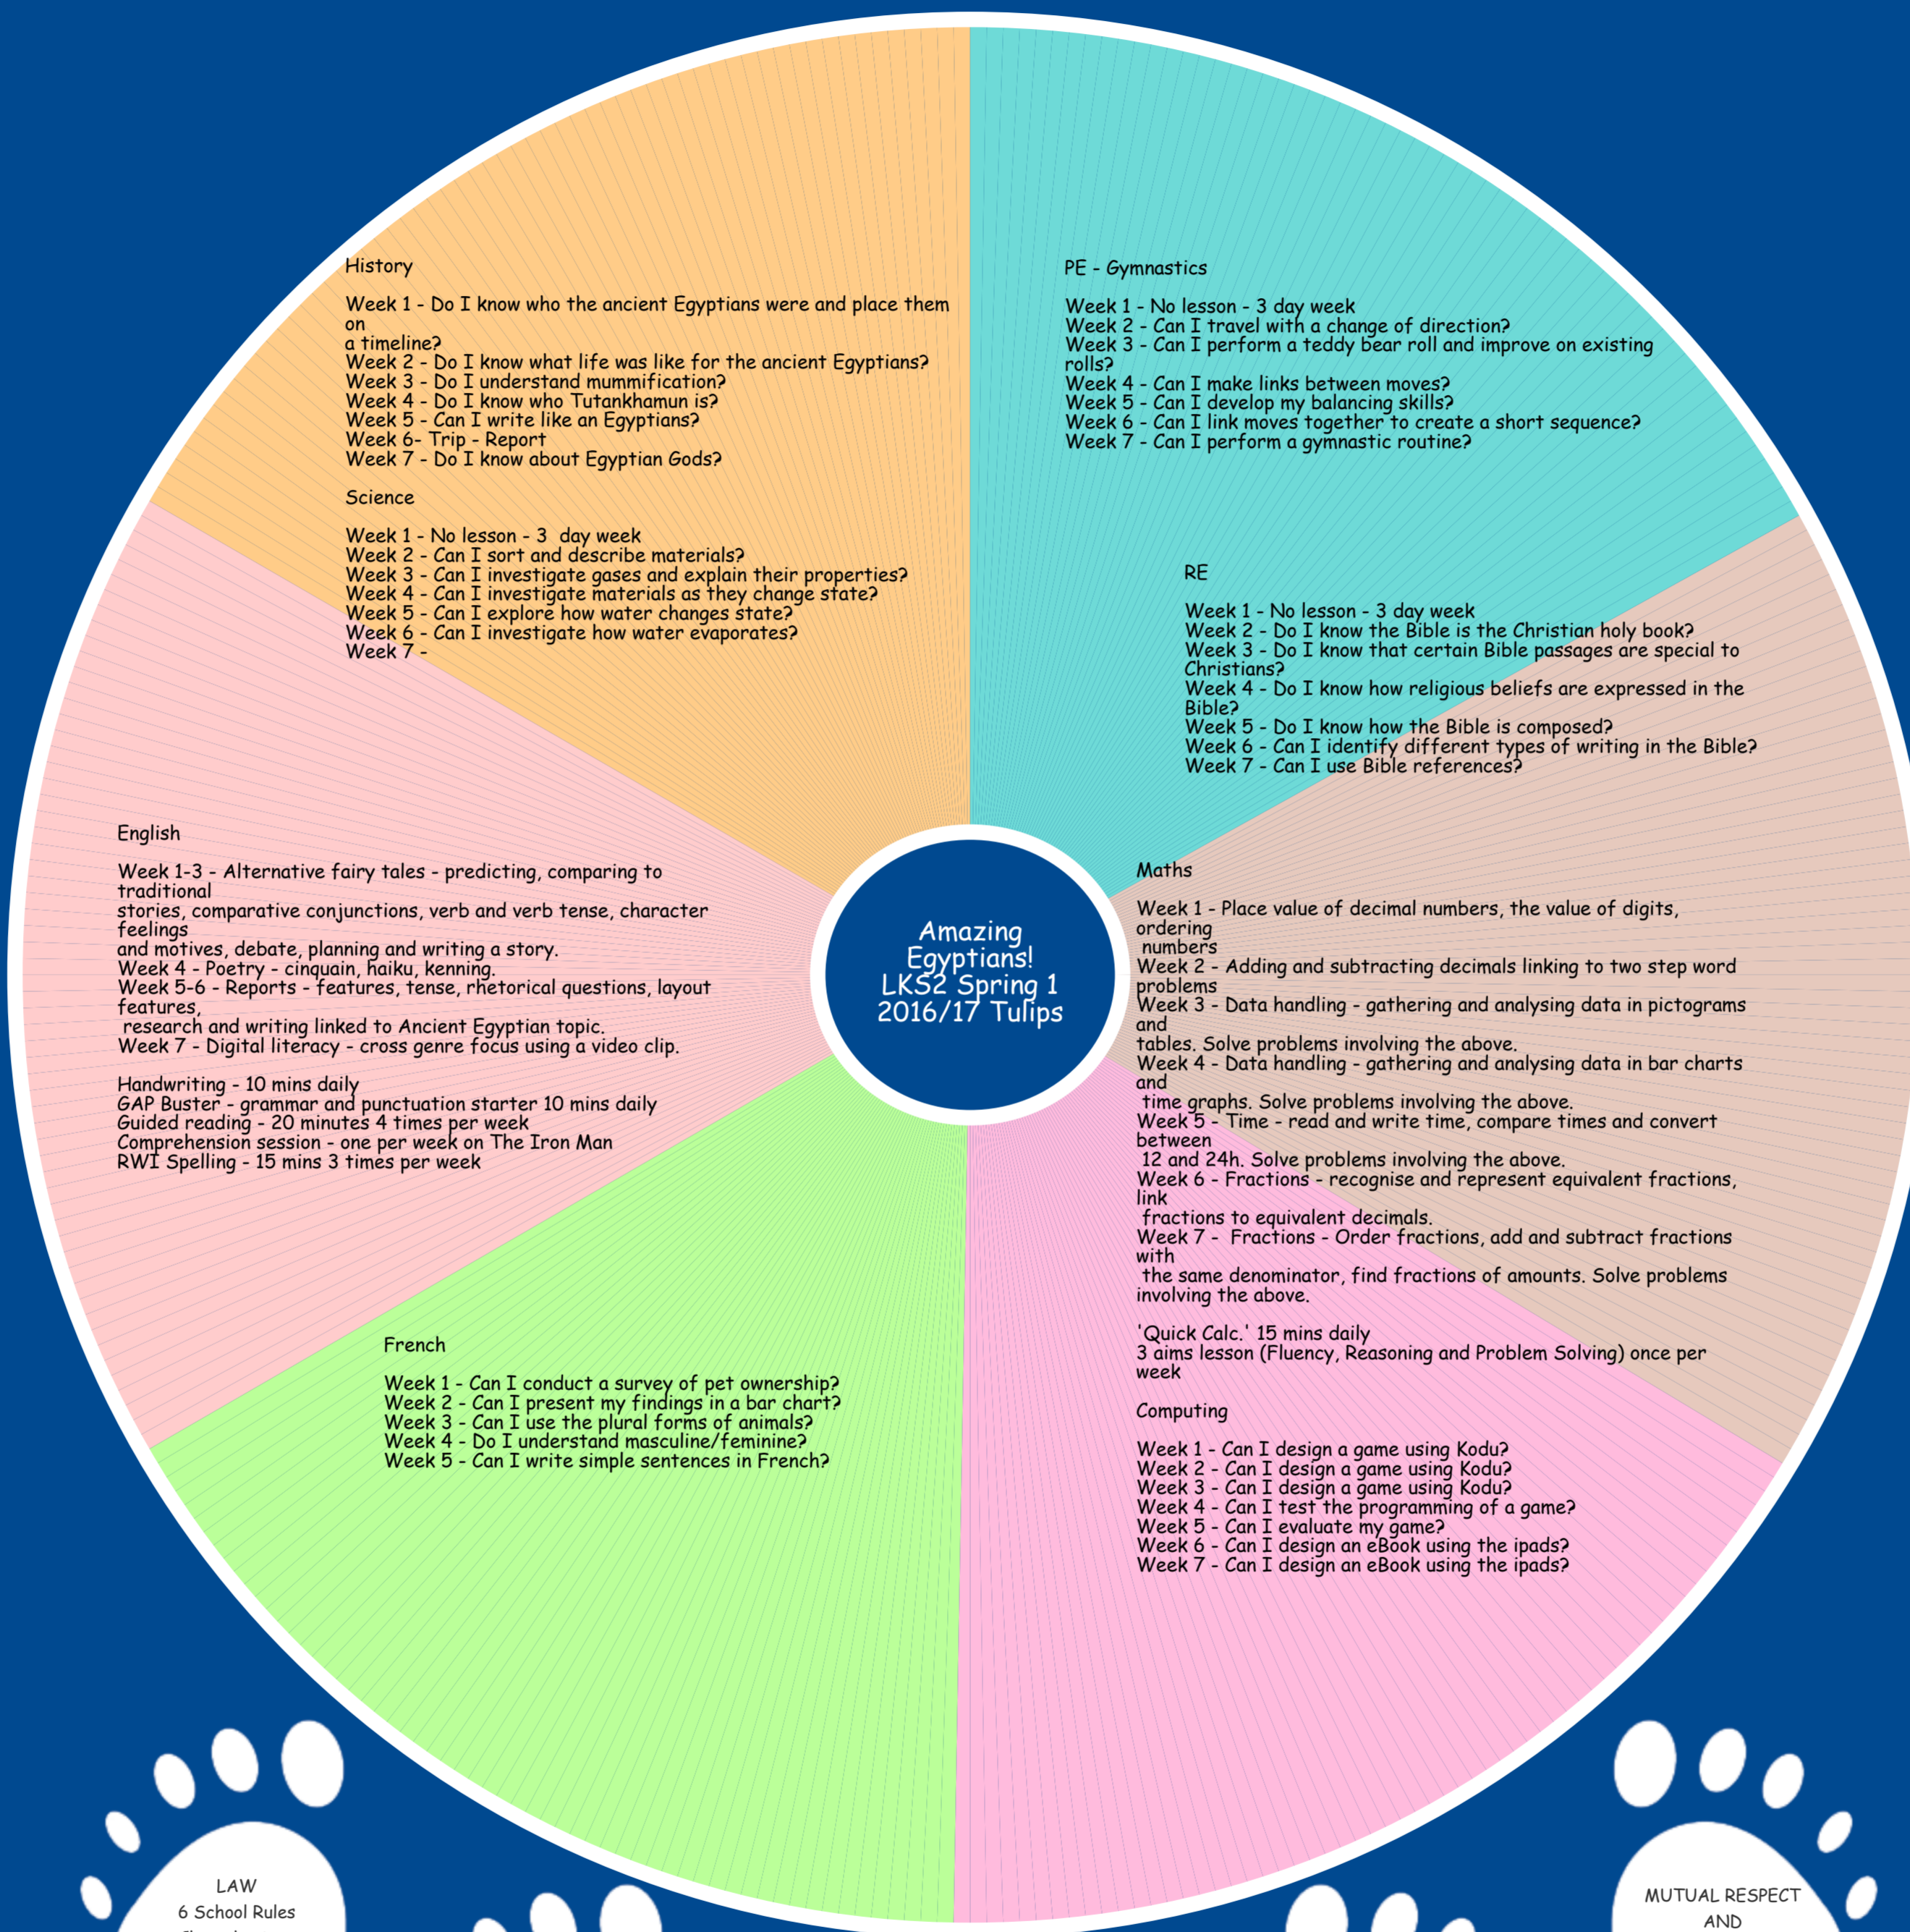 History
Week 1 - Do I know who the ancient Egyptians were and place them
on
a timeline?
Week 2 - Do I know what life was like for the ancient Egyptians?
Week 3 - Do I understand mummification?
Week 4 - Do I know who Tutankhamun is?
Week 5 - Can I write like an Egyptians?
Week 6- Trip - Report
Week 7 - Do I know about Egyptian Gods?
Science
Week 1 - No lesson - 3  day week
Week 2 - Can I sort and describe materials?
Week 3 - Can I investigate gases and explain their properties?
Week 4 - Can I investigate materials as they change state?
Week 5 - Can I explore how water changes state?
Week 6 - Can I investigate how water evaporates?
Week 7 -
PE - Gymnastics
Week 1 - No lesson - 3 day week
Week 2 - Can I travel with a change of direction?
Week 3 - Can I perform a teddy bear roll and improve on existing
rolls?
Week 4 - Can I make links between moves?
Week 5 - Can I develop my balancing skills?
Week 6 - Can I link moves together to create a short sequence?
Week 7 - Can I perform a gymnastic routine?
RE
Week 1 - No lesson - 3 day week
Week 2 - Do I know the Bible is the Christian holy book?
Week 3 - Do I know that certain Bible passages are special to
Christians?
Week 4 - Do I know how religious beliefs are expressed in the
Bible?
Week 5 - Do I know how the Bible is composed?
Week 6 - Can I identify different types of writing in the Bible?
Week 7 - Can I use Bible references?
English
Week 1-3 - Alternative fairy tales - predicting, comparing to
traditional
stories, comparative conjunctions, verb and verb tense, character
feelings
and motives, debate, planning and writing a story.
Week 4 - Poetry - cinquain, haiku, kenning.
Week 5-6 - Reports - features, tense, rhetorical questions, layout
features,
research and writing linked to Ancient Egyptian topic.
Week 7 - Digital literacy - cross genre focus using a video clip.
Handwriting - 10 mins daily
GAP Buster - grammar and punctuation starter 10 mins daily
Guided reading - 20 minutes 4 times per week
Comprehension session - one per week on The Iron Man
RWI Spelling - 15 mins 3 times per week
Amazing
Egyptians!
LKS2 Spring 1
2016/17 Tulips
Maths
Week 1 - Place value of decimal numbers, the value of digits,
ordering
numbers
Week 2 - Adding and subtracting decimals linking to two step word
problems
Week 3 - Data handling - gathering and analysing data in pictograms
and
tables. Solve problems involving the above.
Week 4 - Data handling - gathering and analysing data in bar charts
and
time graphs. Solve problems involving the above.
Week 5 - Time - read and write time, compare times and convert
between
12 and 24h. Solve problems involving the above.
Week 6 - Fractions - recognise and represent equivalent fractions,
link
fractions to equivalent decimals.
Week 7 -  Fractions - Order fractions, add and subtract fractions
with
the same denominator, find fractions of amounts. Solve problems
involving the above.
'Quick Calc.' 15 mins daily
3 aims lesson (Fluency, Reasoning and Problem Solving) once per
week
French
Week 1 - Can I conduct a survey of pet ownership?
Week 2 - Can I present my findings in a bar chart?
Week 3 - Can I use the plural forms of animals?
Week 4 - Do I understand masculine/feminine?
Week 5 - Can I write simple sentences in French?
Computing
Week 1 - Can I design a game using Kodu?
Week 2 - Can I design a game using Kodu?
Week 3 - Can I design a game using Kodu?
Week 4 - Can I test the programming of a game?
Week 5 - Can I evaluate my game?
Week 6 - Can I design an eBook using the ipads?
Week 7 - Can I design an eBook using the ipads?
LAW
6 School Rules
MUTUAL RESPECT
AND